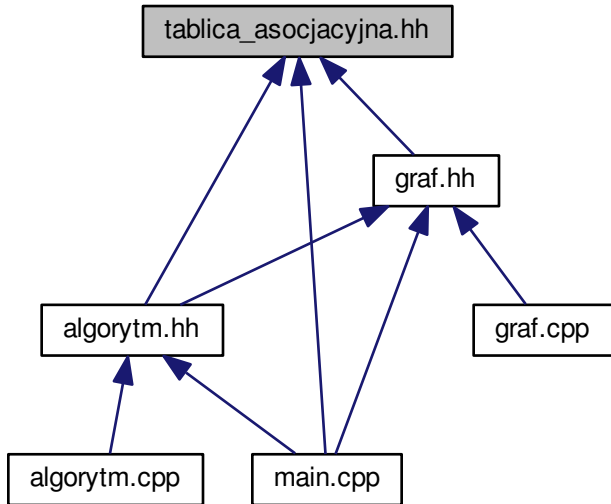 tablica_asocjacyjna.hh
graf.hh
algorytm.hh
graf.cpp
algorytm.cpp
main.cpp